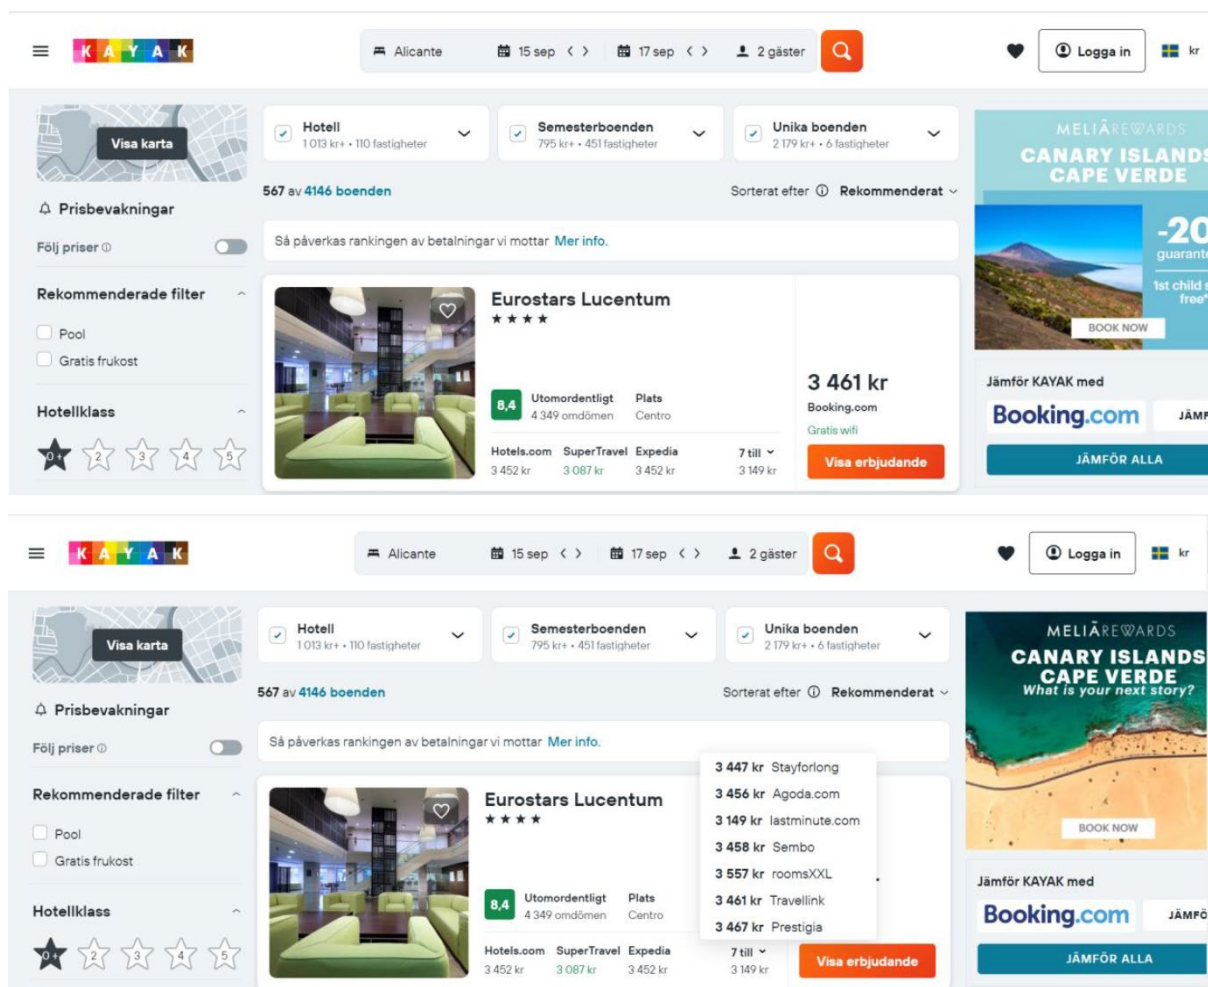 KAYAK
Alicante
15 sep
17 sep
2 gäster
Logga in
kr
Visa karta
Hotell
1 013 kr+ • 110 fastigheter
Semesterboenden
795 kr+ • 451 fastigheter
Unika boenden
2 179 kr+ • 6 fastigheter
567 av 4146 boenden
Sorterat efter Rekommenderat
Prisbevakningar
Följ priser
Så påverkas rankingen av betalningar vi mottar Mer info.
Rekommenderade filter
Pool
Gratis frukost
Hotellklass
0+ 2 3 4 5
Eurostars Lucentum
8,4
Utomordentligt
4 349 omdömen
Plats
Centro
Hotels.com SuperTravel Expedia 7 till
3 452 kr 3 087 kr 3 452 kr 3 149 kr
3 461 kr
Booking.com
Gratis wifi
Visa erbjudande
MELIÃREWARDS
CANARY ISLANDS
CAPE VERDE
-20
guarante
1st child s
free*
BOOK NOW
Jämför KAYAK med
Booking.com
JÄMF
JÄMFÖR ALLA
KAYAK
Alicante
15 sep
17 sep
2 gäster
Logga in
kr
Visa karta
Hotell
1 013 kr+ • 110 fastigheter
Semesterboenden
795 kr+ • 451 fastigheter
Unika boenden
2 179 kr+ • 6 fastigheter
567 av 4146 boenden
Sorterat efter Rekommenderat
Prisbevakningar
Följ priser
Så påverkas rankingen av betalningar vi mottar Mer info.
Rekommenderade filter
Pool
Gratis frukost
Hotellklass
0+ 2 3 4 5
Eurostars Lucentum
8,4
Utomordentligt
4 349 omdömen
Plats
Centro
Hotels.com SuperTravel Expedia 7 till
3 452 kr 3 087 kr 3 452 kr 3 149 kr
3 447 kr Stayforlong
3 456 kr Agoda.com
3 149 kr lastminute.com
3 458 kr Sembo
3 557 kr roomsXXL
3 461 kr Travellink
3 467 kr Prestigia
Visa erbjudande
MELIÃREWARDS
CANARY ISLANDS
CAPE VERDE
What is your next story?
BOOK NOW
Jämför KAYAK med
Booking.com
JÄMFÖ
JÄMFÖR ALLA